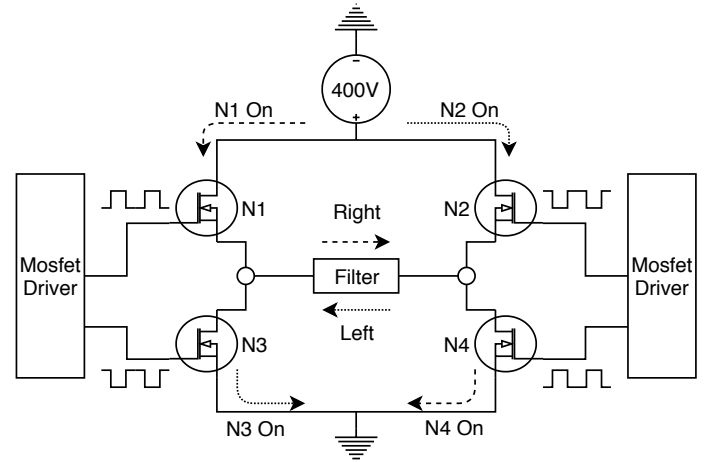 −
400V
+
N1 On
N2 On
N1
Right
N2
Mosfet
Driver
Filter
Mosfet
Driver
Left
N3
N4
N3 On
N4 On